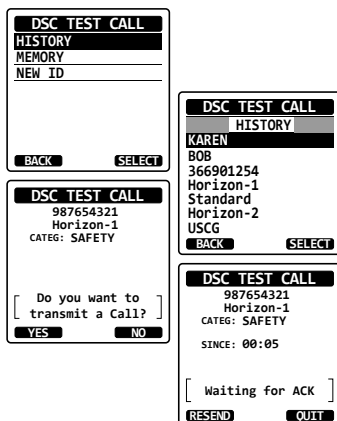 DSC TEST CALL
HISTORY
MEMORY
NEW ID
BACK SELECT
DSC TEST CALL
HISTORY
KAREN
BOB
366901254
Horizon-1
Standard
Horizon-2
USCG
BACK SELECT
DSC TEST CALL
987654321
Horizon-1
CATEG: SAFETY
Do you want to
transmit a Call?
YES NO
DSC TEST CALL
987654321
Horizon-1
CATEG: SAFETY
SINCE: 00:05
Waiting for ACK
RESEND QUIT